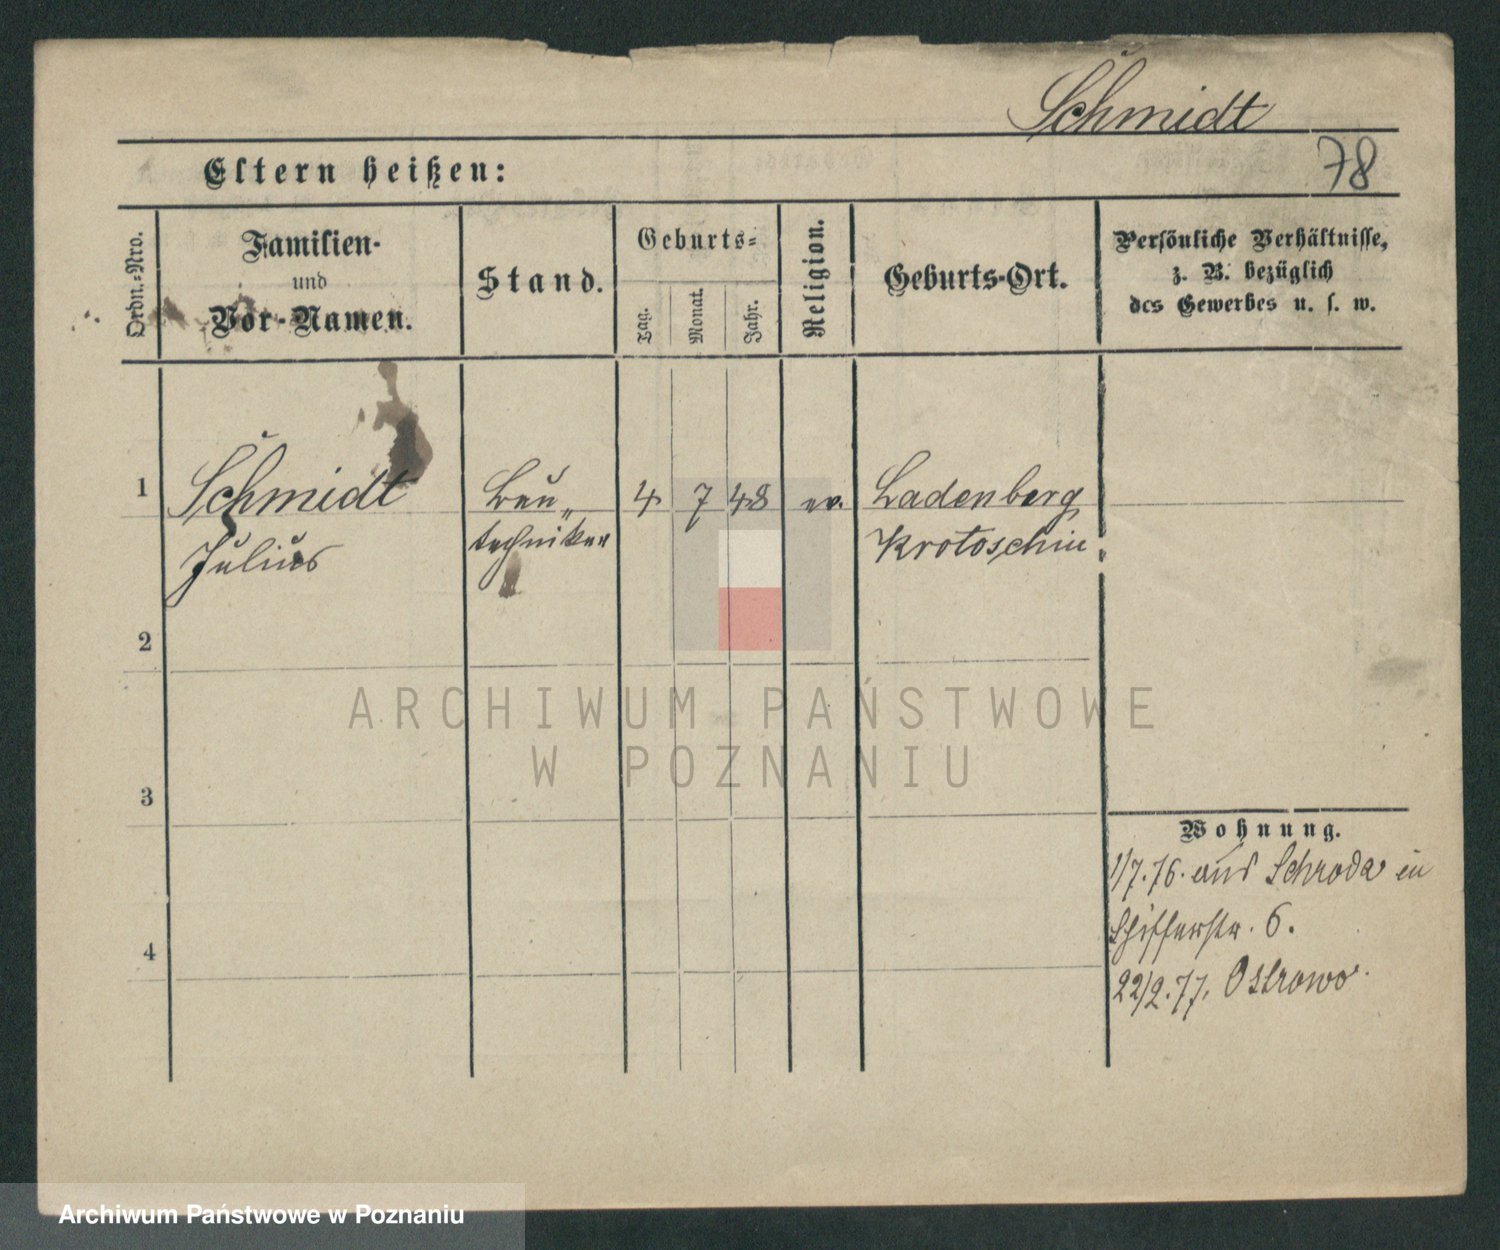 Schmidt
78
Eltern heißen:
Ordn.-Nro.
Familien-
und
Vor-Namen.
Stand.
Geburts-
Tag.
Monat.
Jahr.
Religion.
Geburts-Ort.
Persönliche Verhältnisse,
z. B. bezüglich
des Gewerbes u. s. w.
1
Schmidt
Julius
Bau-
techniker
4
7
48
ev.
Ladenberg
Krotoschin
2
3
4
Wohnung.
1/7.76. aus Schroda in
Schifferstr. 6.
22/2.77. Ostrowo.
ARCHIWUM PAŃSTWOWE
W POZNANIU
Archiwum Państwowe w Poznaniu